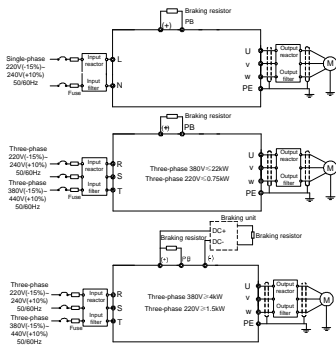 Braking resistor
(+) PB
Single-phase
220V(-15%)~
240V(+10%)
50/60Hz
Fuse
Input
reactor
Input
filter
L
N
U
V
W
PE
Output
reactor
Output
filter
M
Braking resistor
(+) PB
Three-phase
220V(-15%)~
240V(+10%)
50/60Hz
Three-phase
380V(-15%)~
440V(+10%)
50/60Hz
Fuse
Input
reactor
Input
filter
R
S
T
Three-phase 380V≤22kW
Three-phase 220V≤0.75kW
U
V
W
PE
Output
reactor
Output
filter
M
Braking unit
DC+
DC-
Braking resistor
Braking resistor
(+) PB (-)
Three-phase
220V(-15%)~
240V(+10%)
50/60Hz
Three-phase
380V(-15%)~
440V(+10%)
50/60Hz
Fuse
Input
reactor
Input
filter
R
S
T
Three-phase 380V≥4kW
Three-phase 220V≥1.5kW
U
V
W
PE
Output
reactor
Output
filter
M